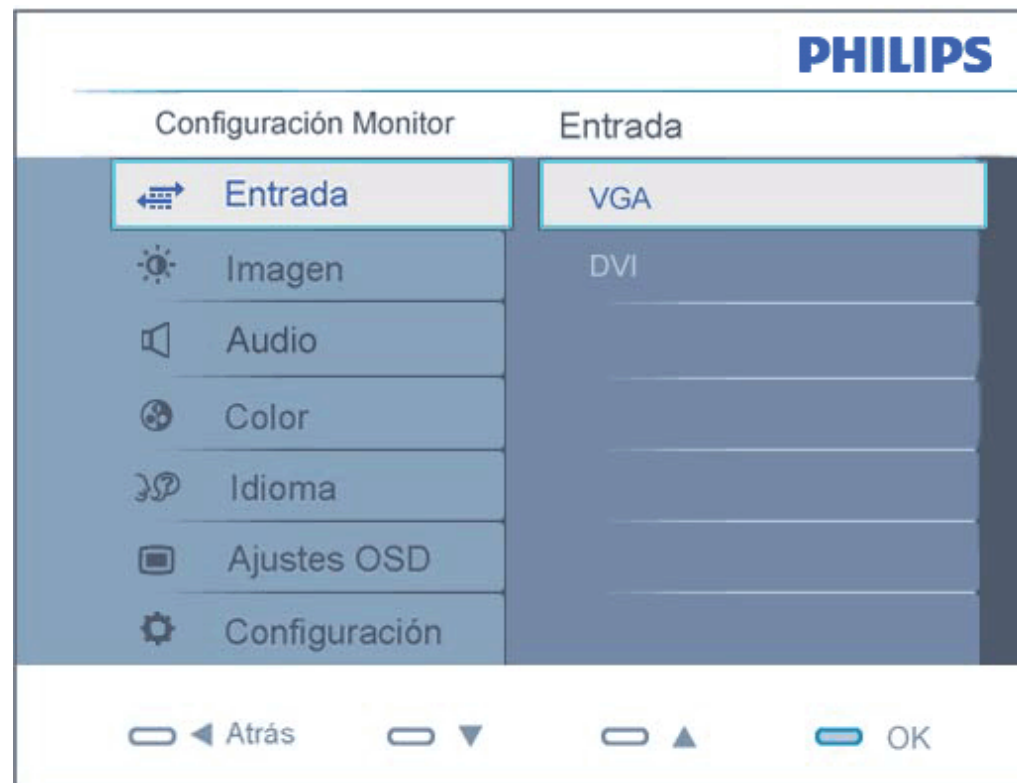 PHILIPS
Configuración Monitor
Entrada
Entrada
VGA
Imagen
DVI
Audio
Color
Idioma
Ajustes OSD
Configuración
Atrás
OK